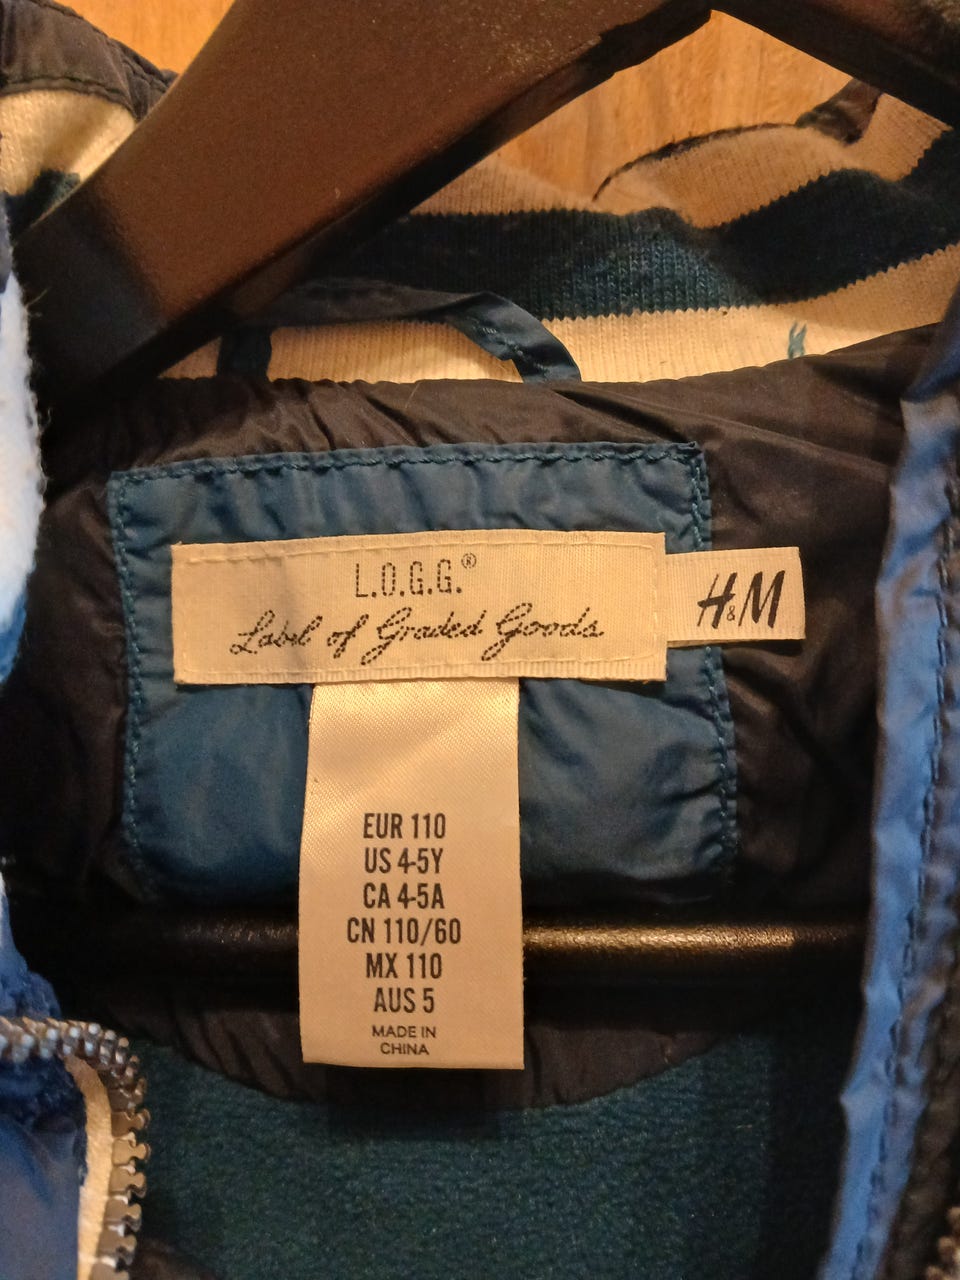 L.O.G.G.®
Label of Graded Goods
H&M
EUR 110
US 4-5Y
CA 4-5A
CN 110/60
MX 110
AUS 5
MADE IN
CHINA